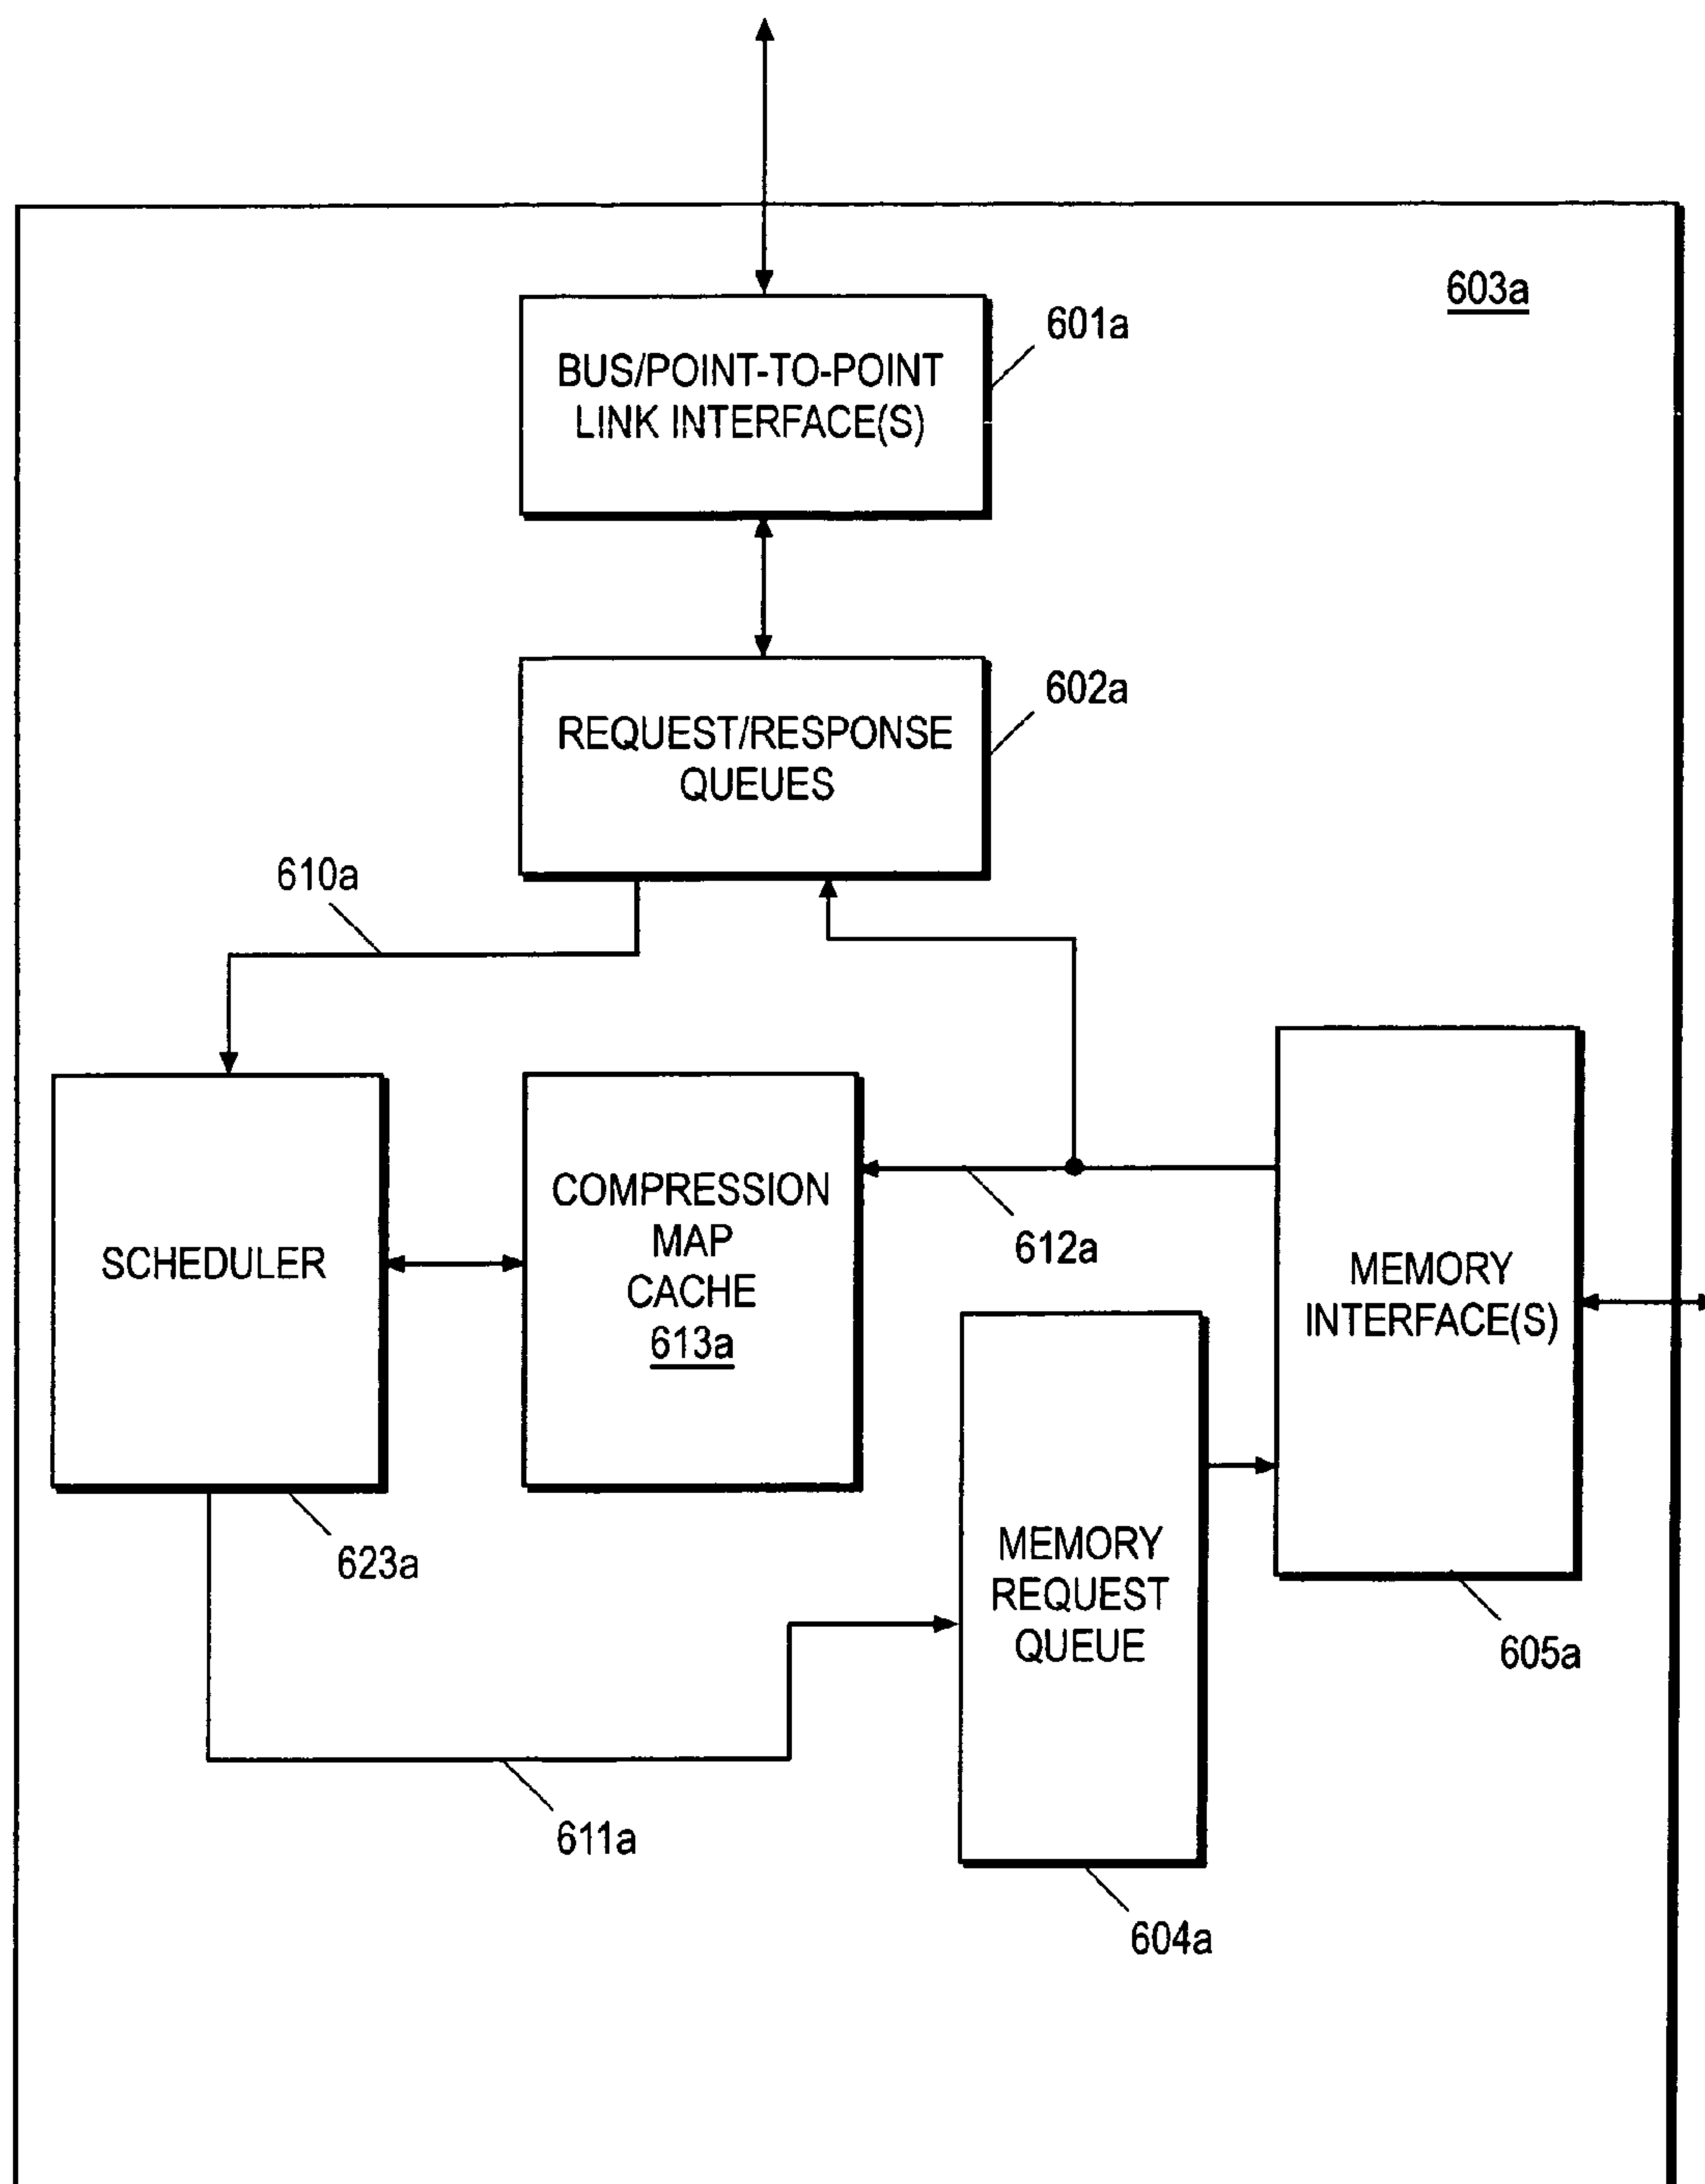 603a
601a
BUS/POINT-TO-POINT
LINK INTERFACE(S)
602a
REQUEST/RESPONSE
QUEUES
610a
SCHEDULER
623a
COMPRESSION
MAP
CACHE
613a
612a
MEMORY
INTERFACE(S)
605a
MEMORY
REQUEST
QUEUE
604a
611a